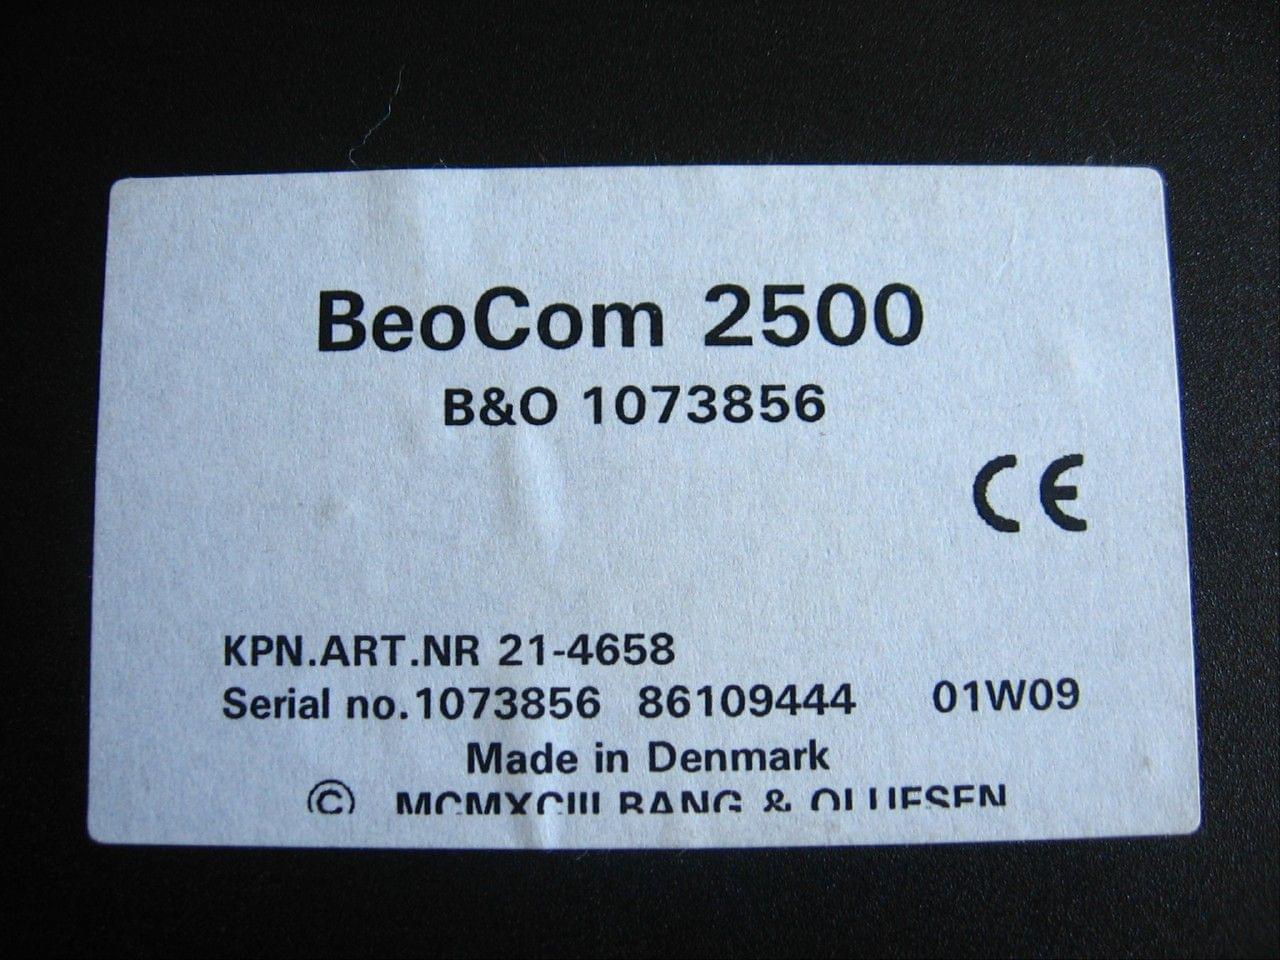 BeoCom 2500
B&O 1073856
CE
KPN.ART.NR 21-4658
Serial no.1073856 86109444 01W09
Made in Denmark
© MCMXCIII BANG & OLUFSEN